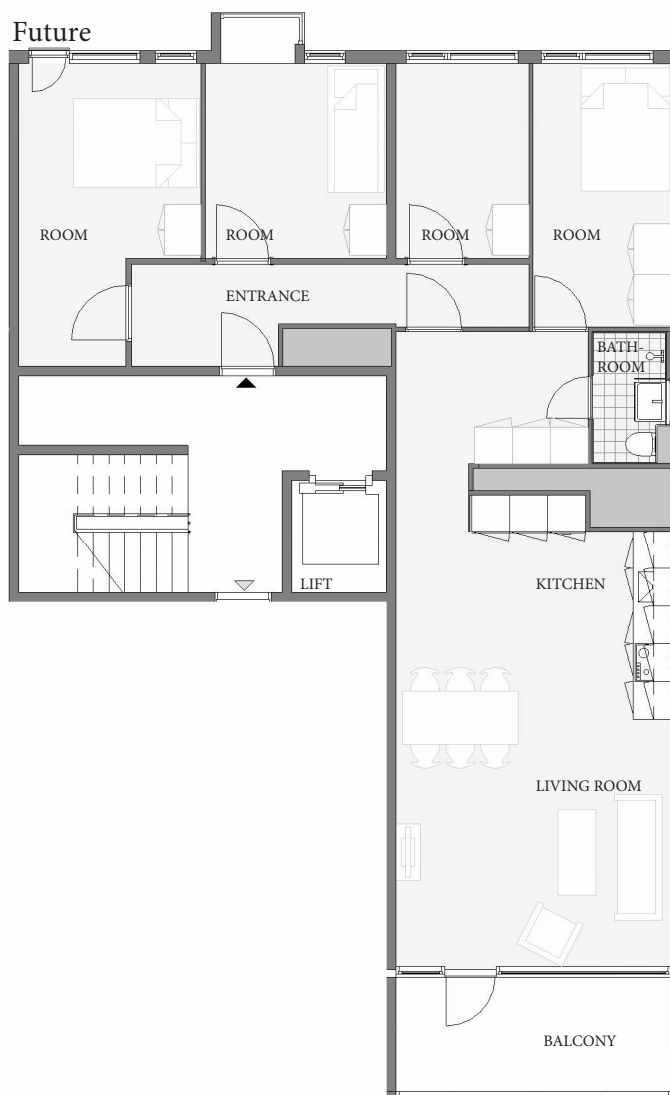 Future
ROOM
ROOM
ROOM
ROOM
ENTRANCE
BATH-
ROOM
LIFT
KITCHEN
LIVING ROOM
BALCONY